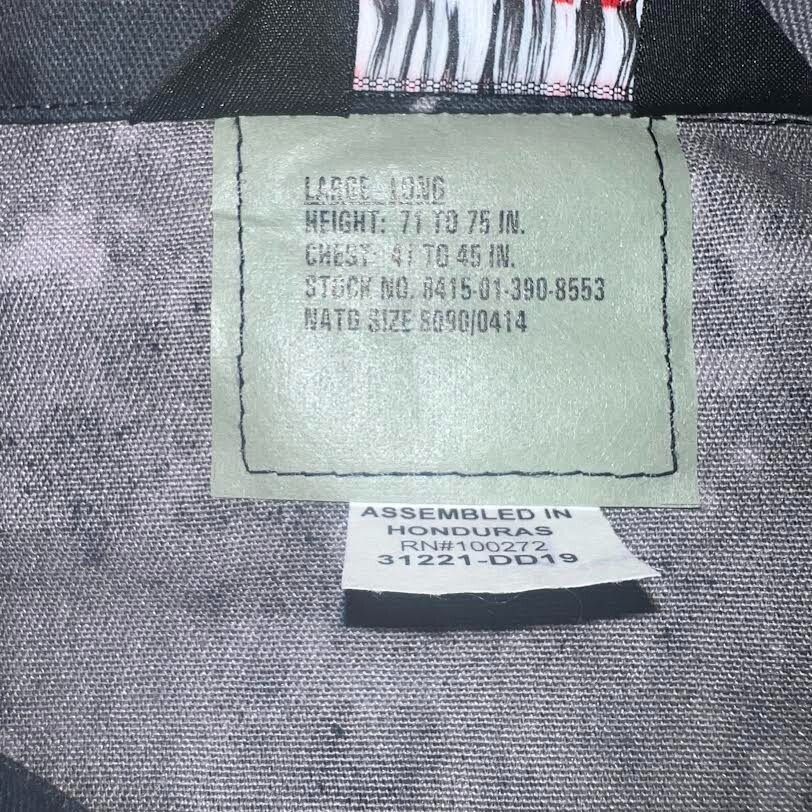 LARGE LONG
HEIGHT: 71 TO 75 IN.
CHEST: 41 TO 45 IN.
STOCK NO. 8415-01-390-8553
NATO SIZE 8090/0414
ASSEMBLED IN
HONDURAS
RN#100272
31221-DD19